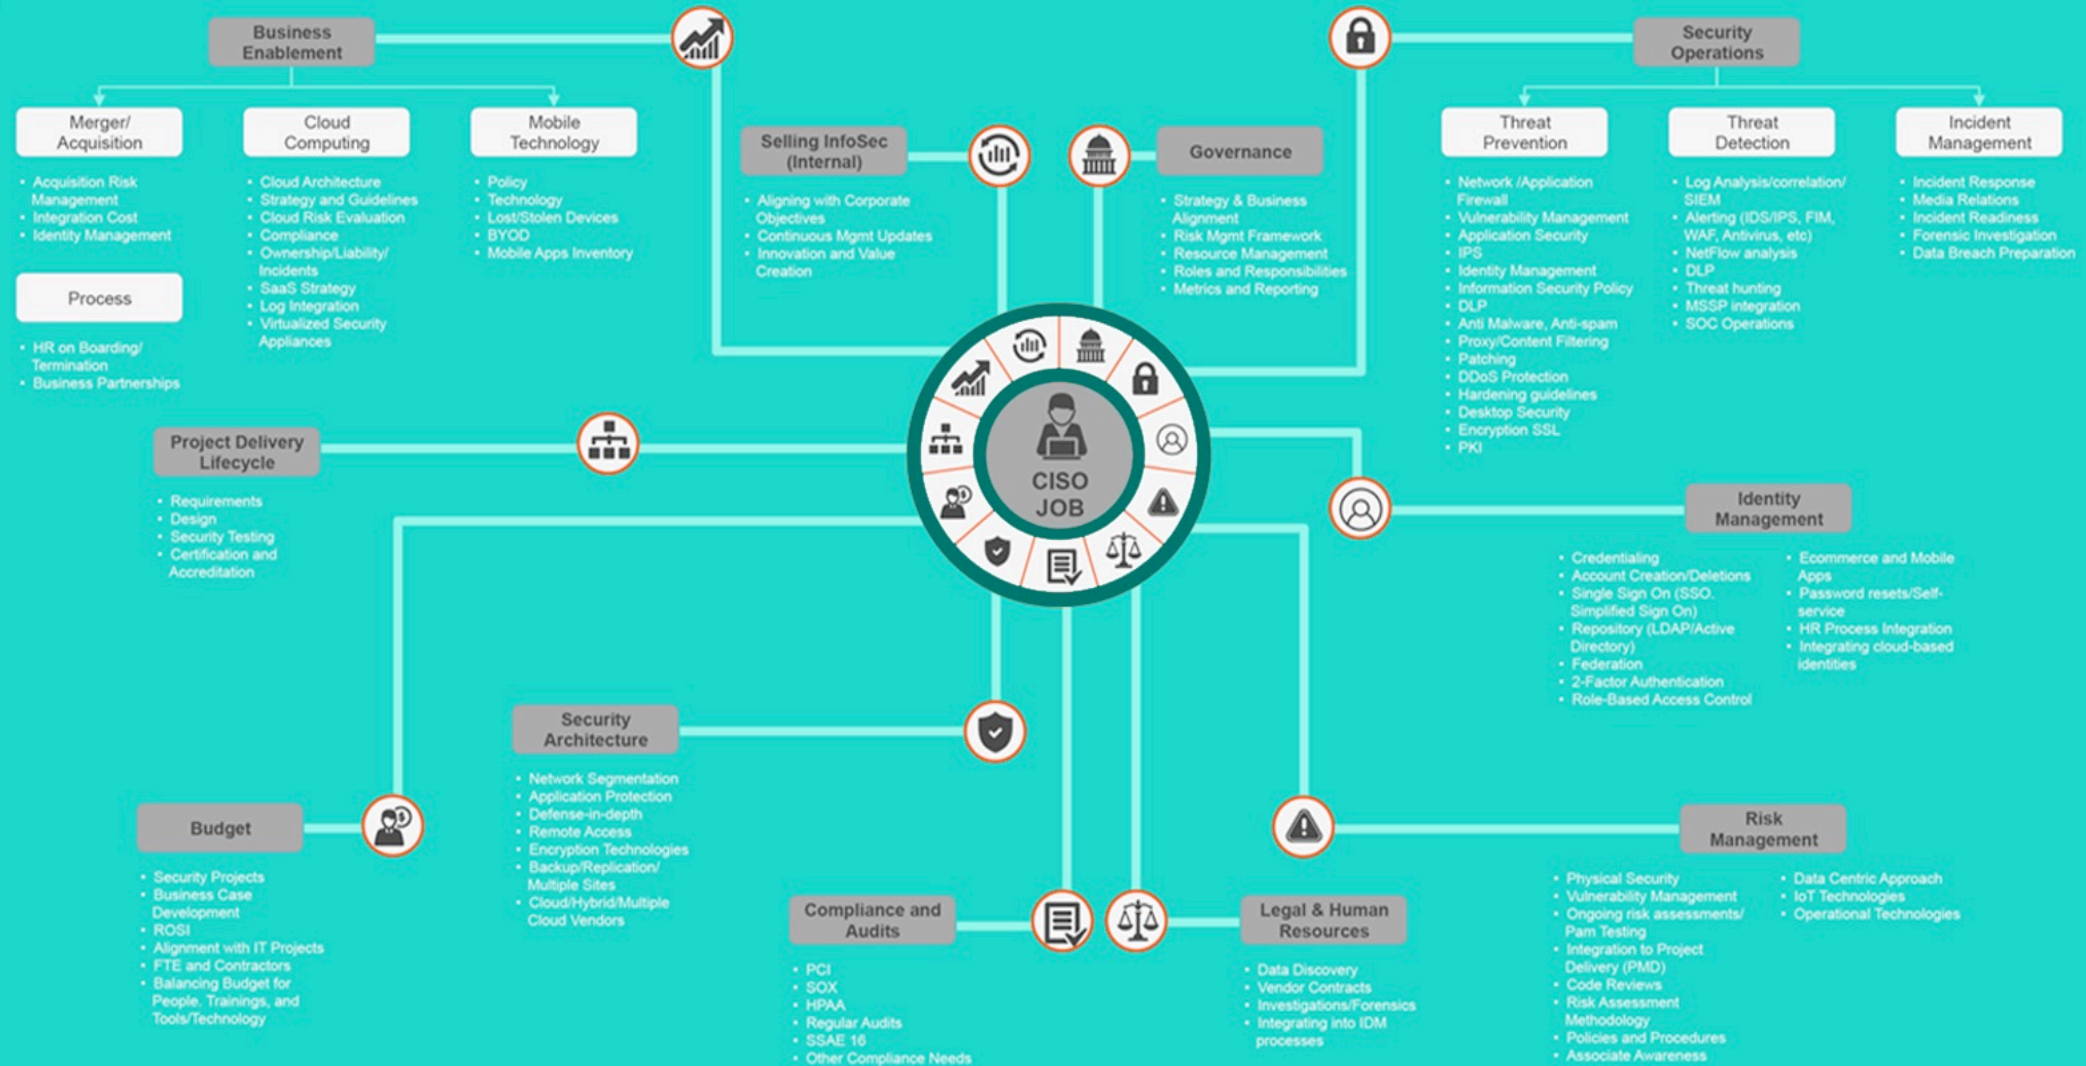 Business
Enablement
Merger/
Acquisition
• Acquisition Risk
Management
• Integration Cost
• Identity Management
Process
• HR on Boarding/
Termination
• Business Partnerships
Cloud
Computing
• Cloud Architecture
• Strategy and Guidelines
• Cloud Risk Evaluation
• Compliance
• Ownership/Liability/
Incidents
• SaaS Strategy
• Log Integration
• Virtualized Security
Appliances
Mobile
Technology
• Policy
• Technology
• Lost/Stolen Devices
• BYOD
• Mobile Apps Inventory
Selling InfoSec
(Internal)
• Aligning with Corporate
Objectives
• Continuous Mgmt Updates
• Innovation and Value
Creation
Governance
• Strategy & Business
Alignment
• Risk Mgmt Framework
• Resource Management
• Roles and Responsibilities
• Metrics and Reporting
Security
Operations
Threat
Prevention
• Network /Application
Firewall
• Vulnerability Management
• Application Security
• IPS
• Identity Management
• Information Security Policy
• DLP
• Anti Malware, Anti-spam
• Proxy/Content Filtering
• Patching
• DDoS Protection
• Hardening guidelines
• Desktop Security
• Encryption SSL
• PKI
Threat
Detection
• Log Analysis/correlation/
SIEM
• Alerting (IDS/IPS, FIM,
WAF, Antivirus, etc)
• NetFlow analysis
• DLP
• Threat hunting
• MSSP integration
• SOC Operations
Incident
Management
• Incident Response
• Media Relations
• Incident Readiness
• Forensic Investigation
• Data Breach Preparation
Project Delivery
Lifecycle
• Requirements
• Design
• Security Testing
• Certification and
Accreditation
CISO
JOB
Identity
Management
• Credentialing
• Account Creation/Deletions
• Single Sign On (SSO.
Simplified Sign On)
• Repository (LDAP/Active
Directory)
• Federation
• 2-Factor Authentication
• Role-Based Access Control
• Ecommerce and Mobile
Apps
• Password resets/Self-
service
• HR Process Integration
• Integrating cloud-based
identities
Security
Architecture
• Network Segmentation
• Application Protection
• Defense-in-depth
• Remote Access
• Encryption Technologies
• Backup/Replication/
Multiple Sites
• Cloud/Hybrid/Multiple
Cloud Vendors
Budget
• Security Projects
• Business Case
Development
• ROSI
• Alignment with IT Projects
• FTE and Contractors
• Balancing Budget for
People. Trainings, and
Tools/Technology
Compliance and
Audits
• PCI
• SOX
• HPAA
• Regular Audits
• SSAE 16
• Other Compliance Needs
Legal & Human
Resources
• Data Discovery
• Vendor Contracts
• Investigations/Forensics
• Integrating into IDM
processes
Risk
Management
• Physical Security
• Vulnerability Management
• Ongoing risk assessments/
Pam Testing
• Integration to Project
Delivery (PMD)
• Code Reviews
• Risk Assessment
Methodology
• Policies and Procedures
• Associate Awareness
• Data Centric Approach
• IoT Technologies
• Operational Technologies